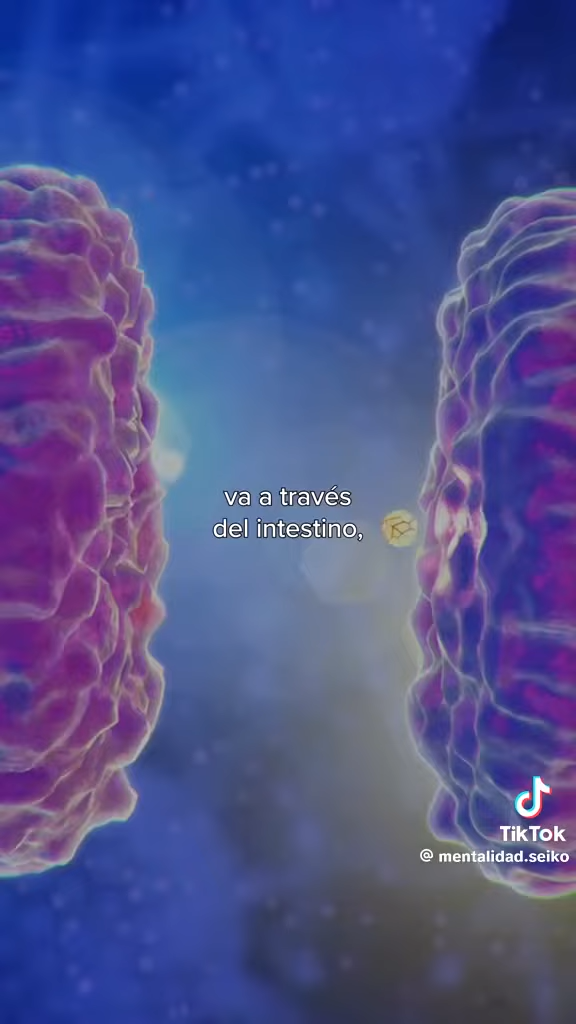 va a través
del intestino,
TikTok
@ mentalidad.seiko